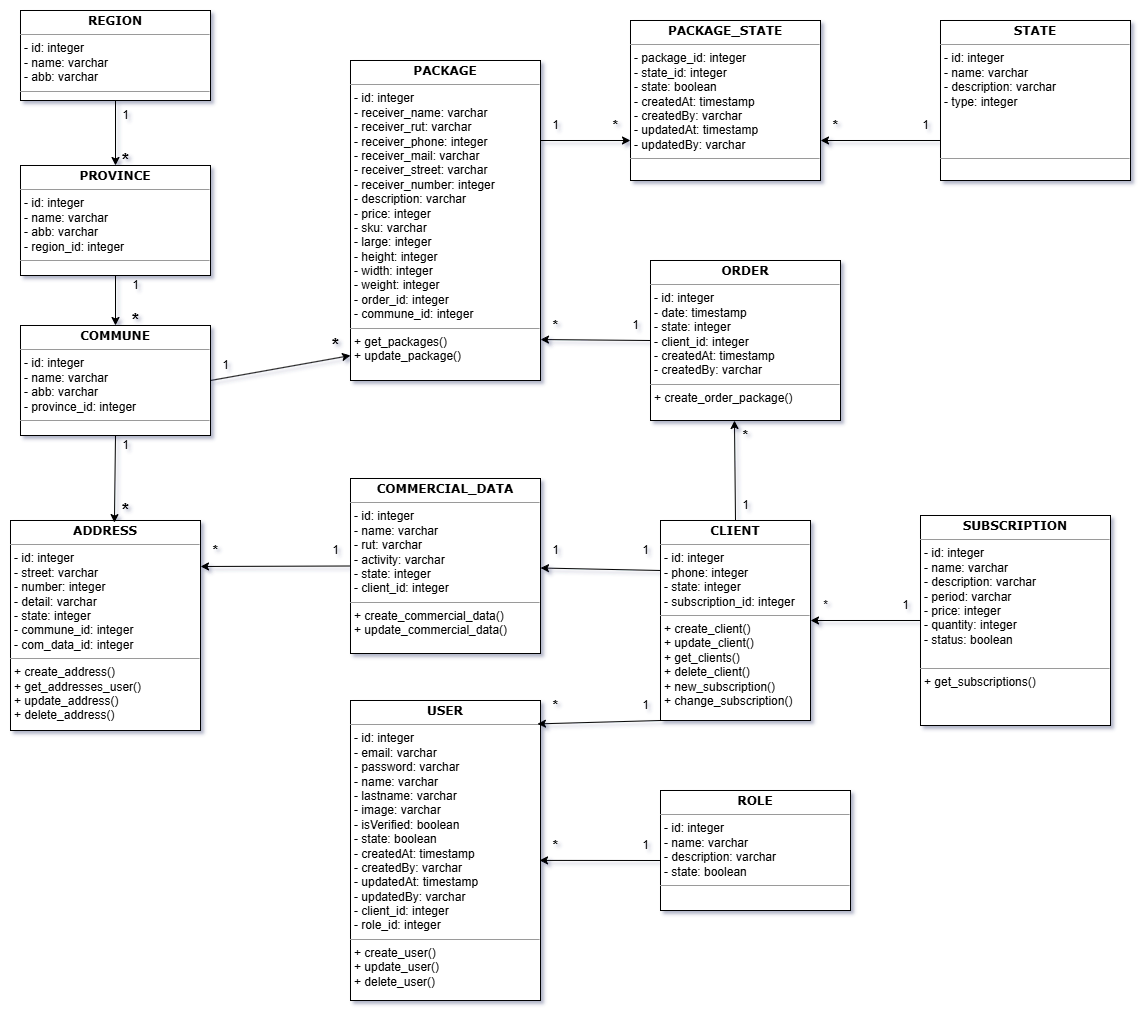 REGION
- id: integer
- name: varchar
- abb: varchar
1
*
PROVINCE
- id: integer
- name: varchar
- abb: varchar
- region_id: integer
1
*
COMMUNE
- id: integer
- name: varchar
- abb: varchar
- province_id: integer
1
*
1
*
ADDRESS
- id: integer
- street: varchar
- number: integer
- detail: varchar
- state: integer
- commune_id: integer
- com_data_id: integer
+ create_address()
+ get_addresses_user()
+ update_address()
+ delete_address()
PACKAGE
- id: integer
- receiver_name: varchar
- receiver_rut: varchar
- receiver_phone: integer
- receiver_mail: varchar
- receiver_street: varchar
- receiver_number: integer
- description: varchar
- price: integer
- sku: varchar
- large: integer
- height: integer
- width: integer
- weight: integer
- order_id: integer
- commune_id: integer
+ get_packages()
+ update_package()
1
*
PACKAGE_STATE
- package_id: integer
- state_id: integer
- state: boolean
- createdAt: timestamp
- createdBy: varchar
- updatedAt: timestamp
- updatedBy: varchar
*
1
STATE
- id: integer
- name: varchar
- description: varchar
- type: integer
*
1
ORDER
- id: integer
- date: timestamp
- state: integer
- client_id: integer
- createdAt: timestamp
- createdBy: varchar
+ create_order_package()
*
1
COMMERCIAL_DATA
- id: integer
- name: varchar
- rut: varchar
- activity: varchar
- state: integer
- client_id: integer
+ create_commercial_data()
+ update_commercial_data()
*
1
1
1
CLIENT
- id: integer
- phone: integer
- state: integer
- subscription_id: integer
+ create_client()
+ update_client()
+ get_clients()
+ delete_client()
+ new_subscription()
+ change_subscription()
*
1
SUBSCRIPTION
- id: integer
- name: varchar
- description: varchar
- period: varchar
- price: integer
- quantity: integer
- status: boolean
+ get_subscriptions()
*
1
USER
- id: integer
- email: varchar
- password: varchar
- name: varchar
- lastname: varchar
- image: varchar
- isVerified: boolean
- state: boolean
- createdAt: timestamp
- createdBy: varchar
- updatedAt: timestamp
- updatedBy: varchar
- client_id: integer
- role_id: integer
+ create_user()
+ update_user()
+ delete_user()
*
1
ROLE
- id: integer
- name: varchar
- description: varchar
- state: boolean